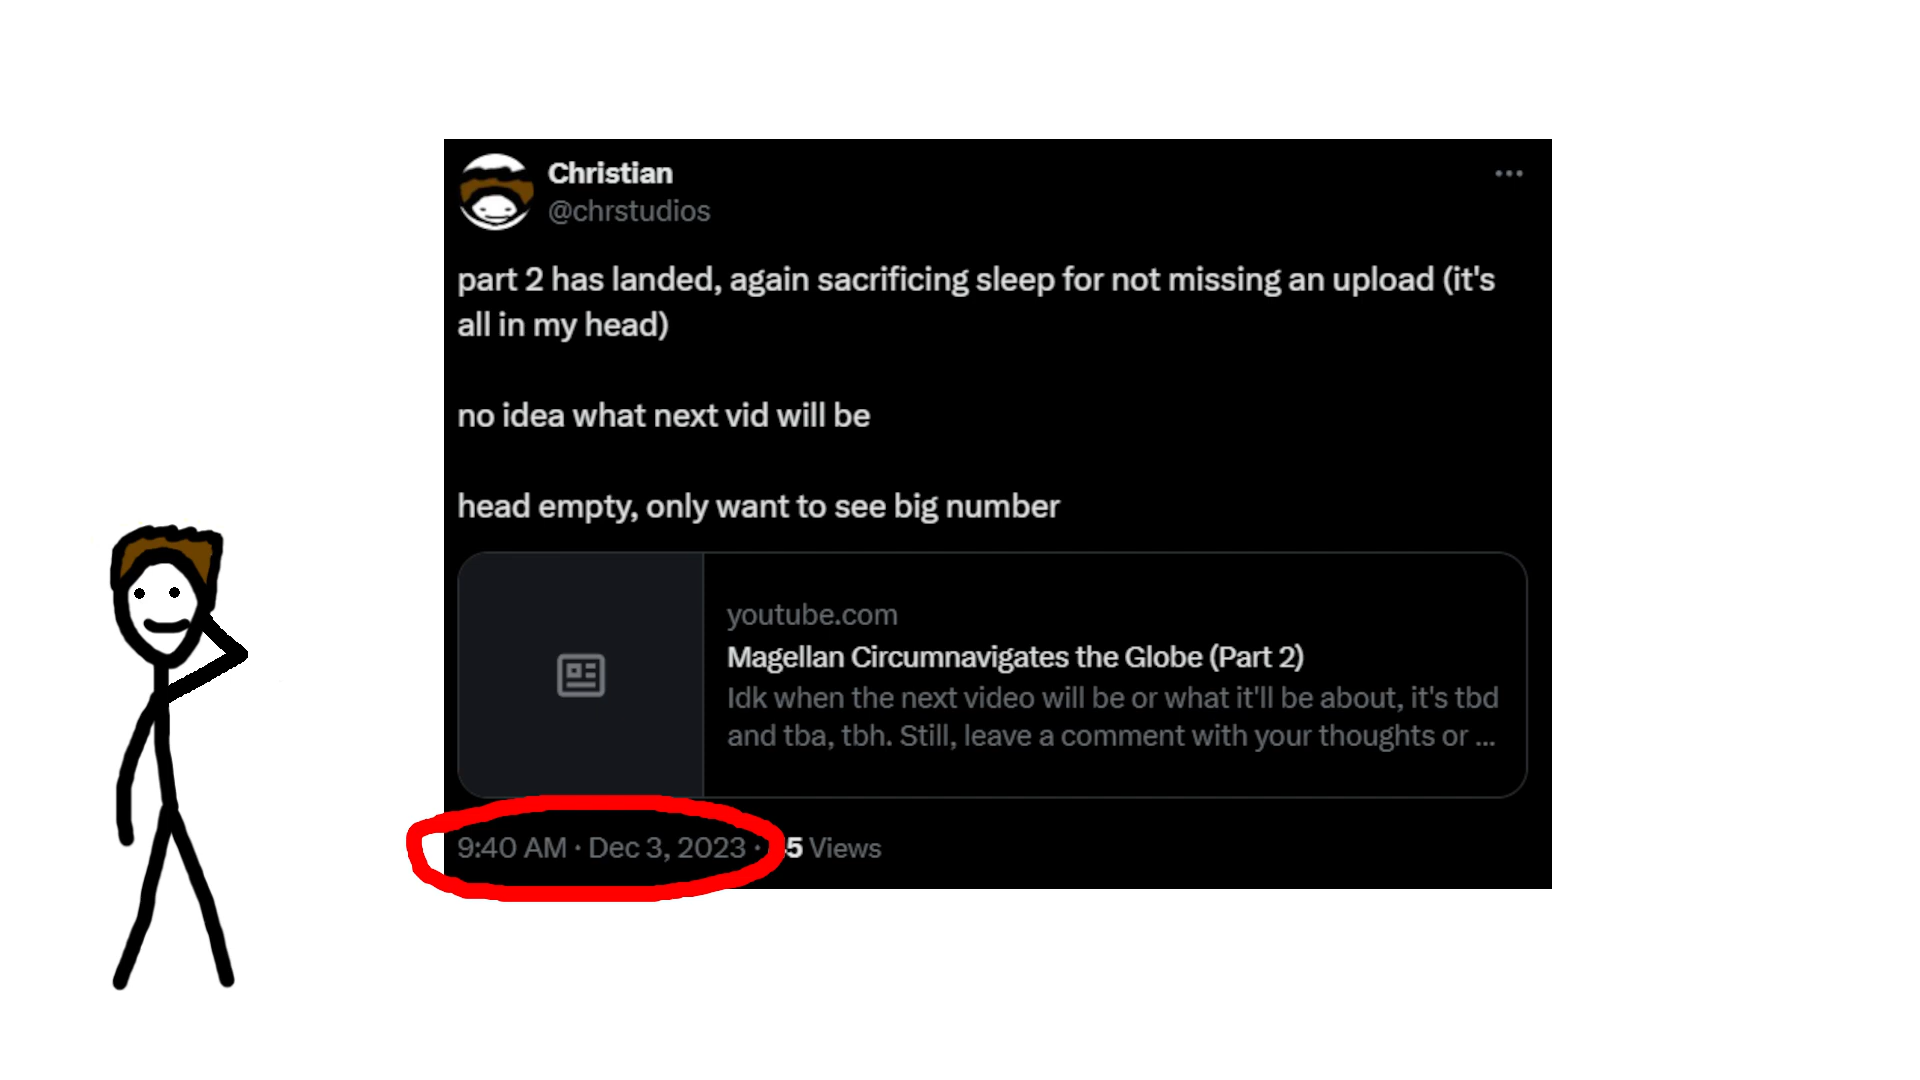 Christian
@chrstudios
part 2 has landed, again sacrificing sleep for not missing an upload (it's
all in my head)
no idea what next vid will be
head empty, only want to see big number
youtube.com
Magellan Circumnavigates the Globe (Part 2)
Idk when the next video will be or what it'll be about, it's tbd
and tba, tbh. Still, leave a comment with your thoughts or ...
9:40 AM · Dec 3, 2023 · Views